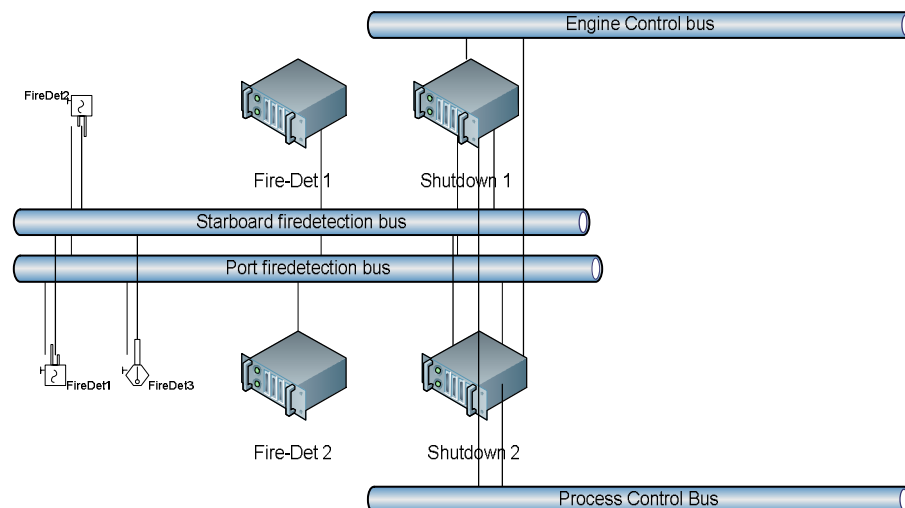 Engine Control bus
FireDet2
Fire-Det 1
Shutdown 1
Starboard firedetection bus
Port firedetection bus
FireDet1
FireDet3
Fire-Det 2
Shutdown 2
Process Control Bus